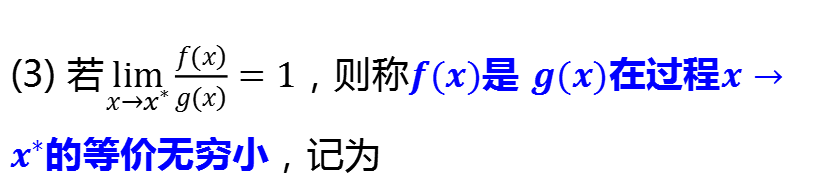 (3) 若 lim x→x* f(x)/g(x) = 1，则称f(x)是 g(x)在过程x →
x*的等价无穷小，记为